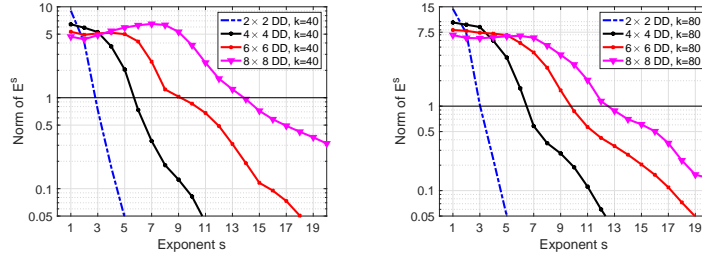 10
5
1
0.5
0.1
0.05
Norm of E^s
1 3 5 7 9 11 13 15 17 19
Exponent s
2× 2 DD, k=40
4× 4 DD, k=40
6× 6 DD, k=40
8× 8 DD, k=40
15
7.5
1
0.5
0.1
0.05
Norm of E^s
1 3 5 7 9 11 13 15 17 19
Exponent s
2× 2 DD, k=80
4× 4 DD, k=80
6× 6 DD, k=80
8× 8 DD, k=80